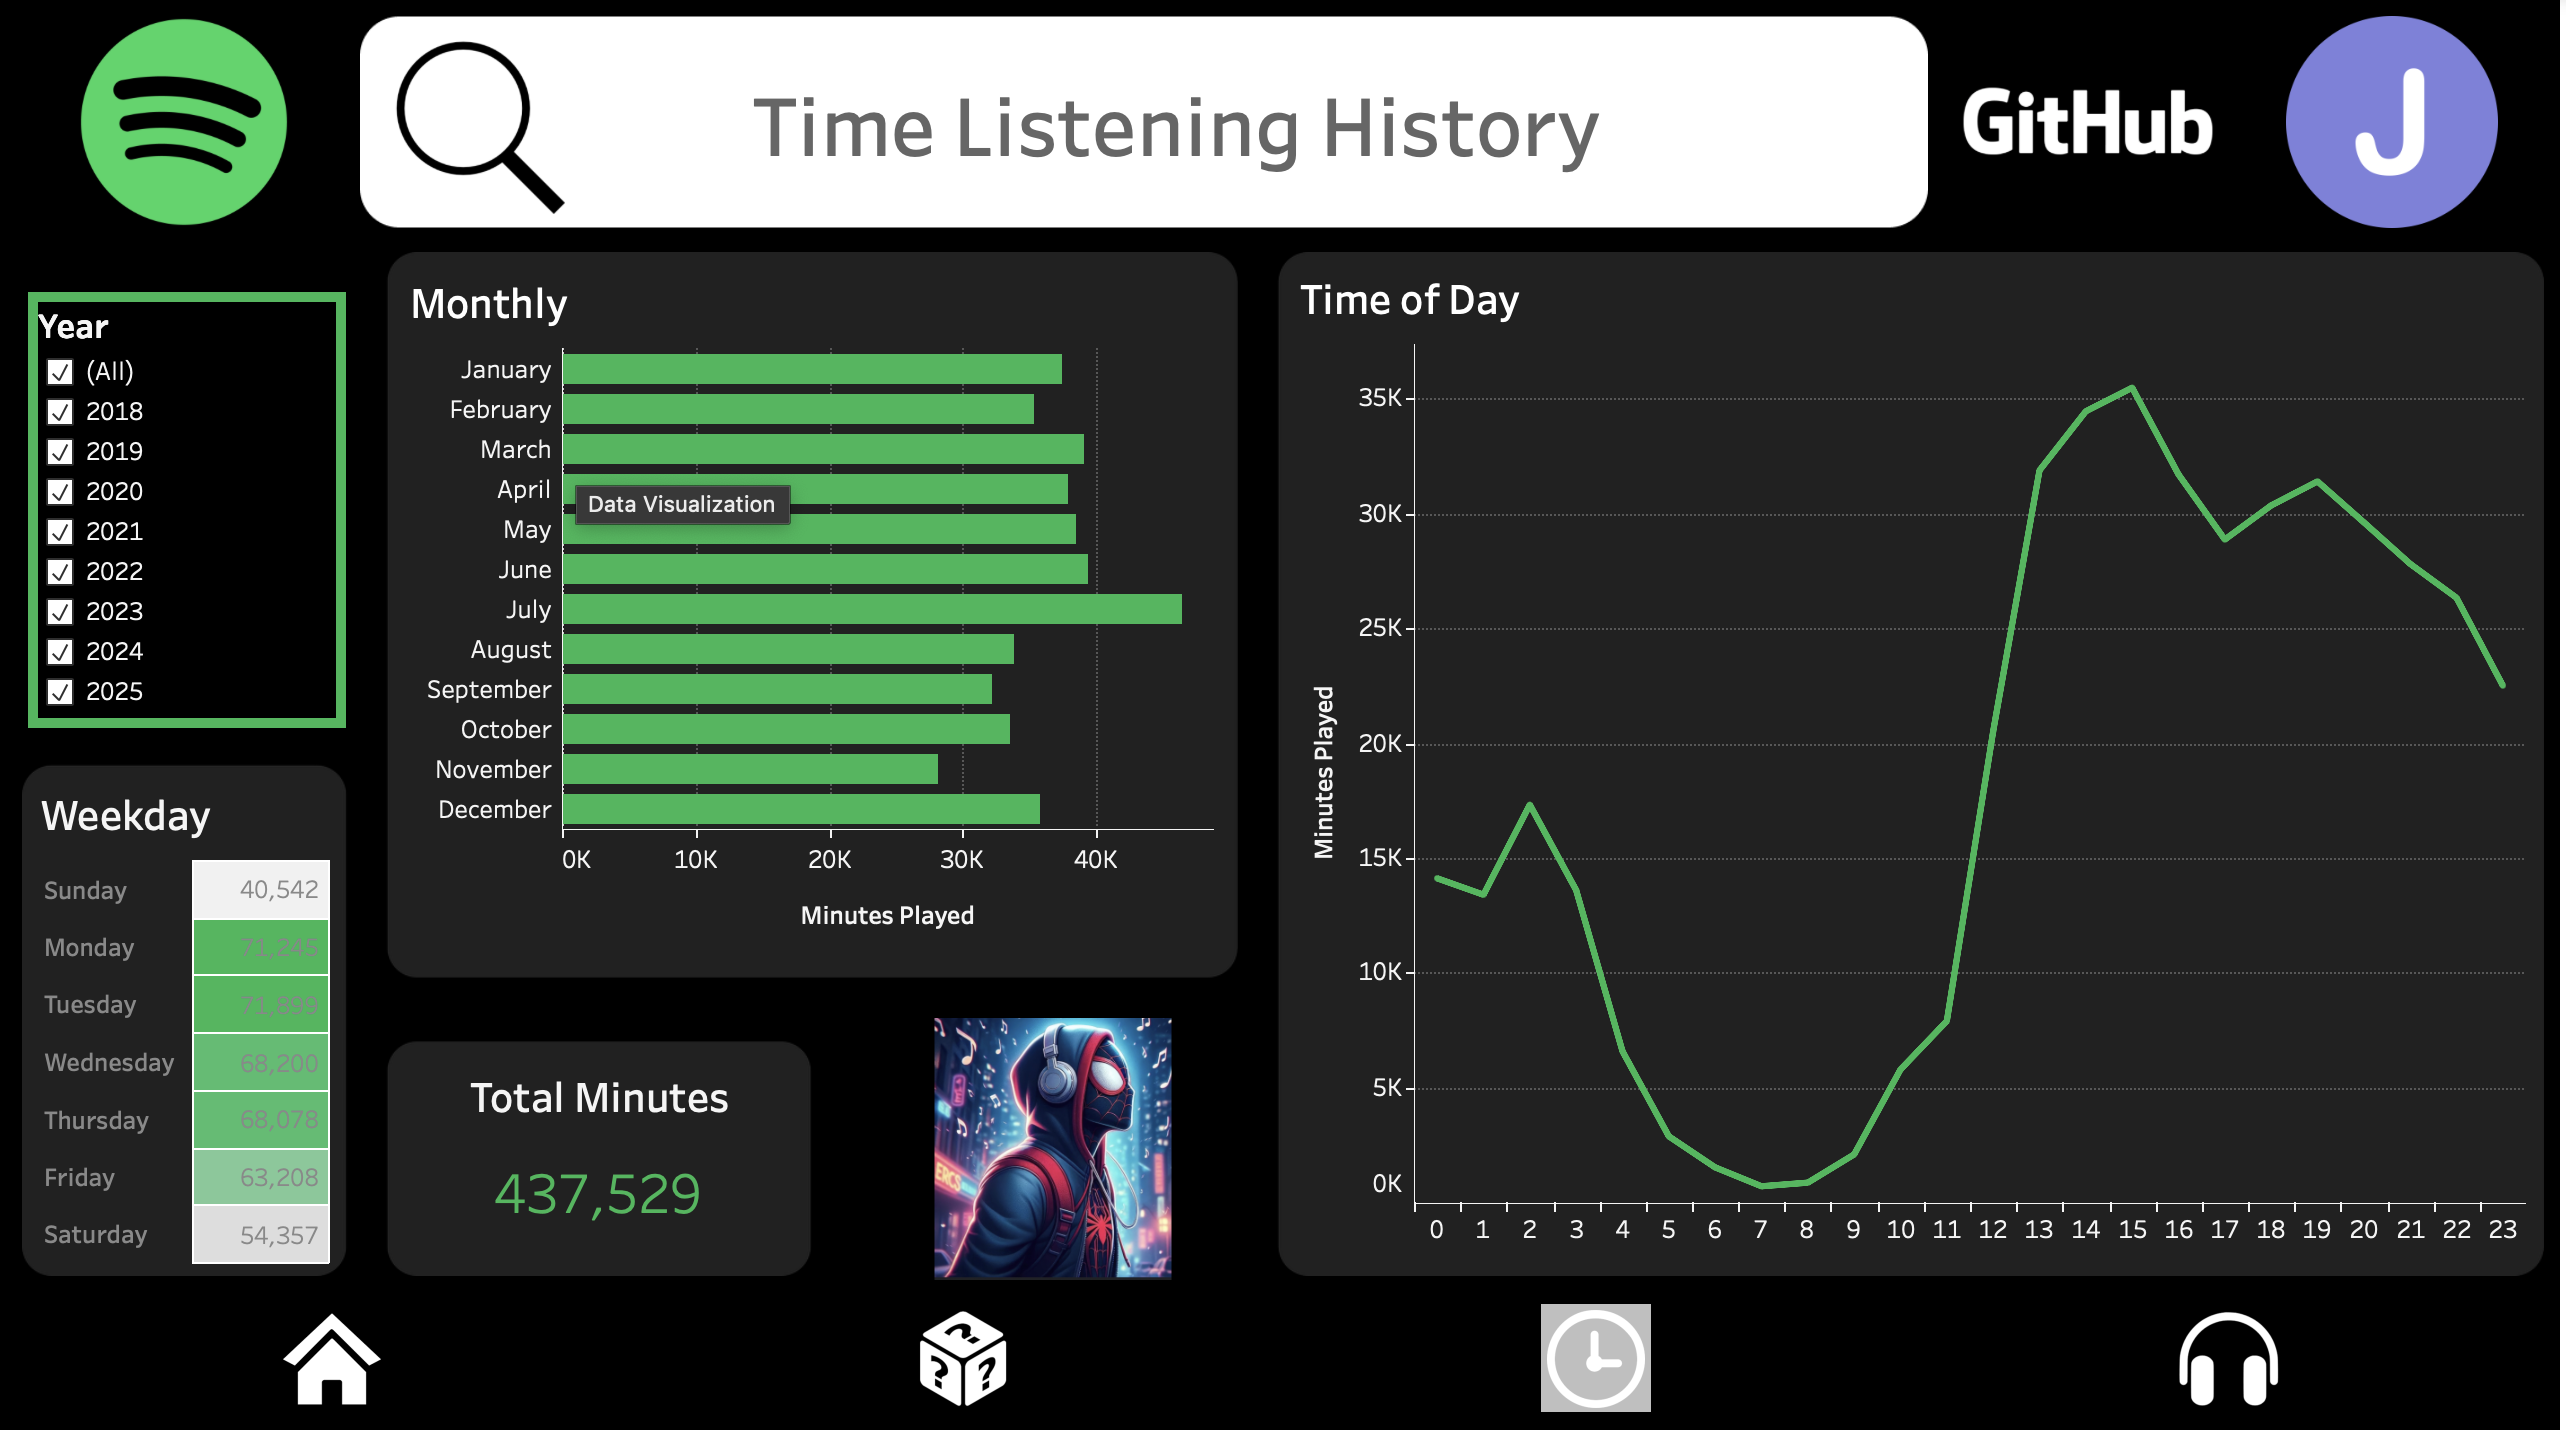 Time Listening History
GitHub
J
Year
(All)
2018
2019
2020
2021
2022
2023
2024
2025
Weekday
Sunday 40,542
Monday 71,245
Tuesday 71,899
Wednesday 68,200
Thursday 68,078
Friday 63,208
Saturday 54,357
Monthly
January
February
March
April
Data Visualization
May
June
July
August
September
October
November
December
0K 10K 20K 30K 40K
Minutes Played
Total Minutes
437,529
Time of Day
Minutes Played
35K
30K
25K
20K
15K
10K
5K
0K
0 1 2 3 4 5 6 7 8 9 10 11 12 13 14 15 16 17 18 19 20 21 22 23
? ? ?